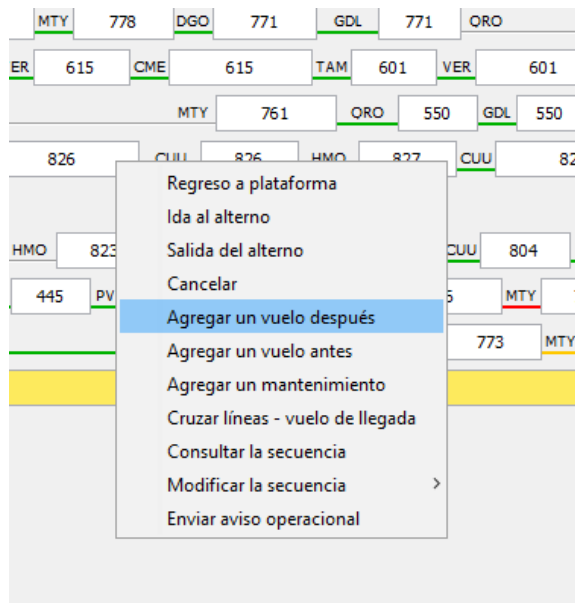 MTY 778 DGO 771 GDL 771 QRO
ER 615 CME 615 TAM 601 VER 601
MTY 761 QRO 550 GDL 550
826 CUU 826 HMO 827 CUU 82
Regreso a plataforma
Ida al alterno
HMO 823 Salida del alterno CUU 804
Cancelar
445 PV MTY
Agregar un vuelo después
Agregar un vuelo antes 773 MTY
Agregar un mantenimiento
Cruzar líneas - vuelo de llegada
Consultar la secuencia
Modificar la secuencia
Enviar aviso operacional